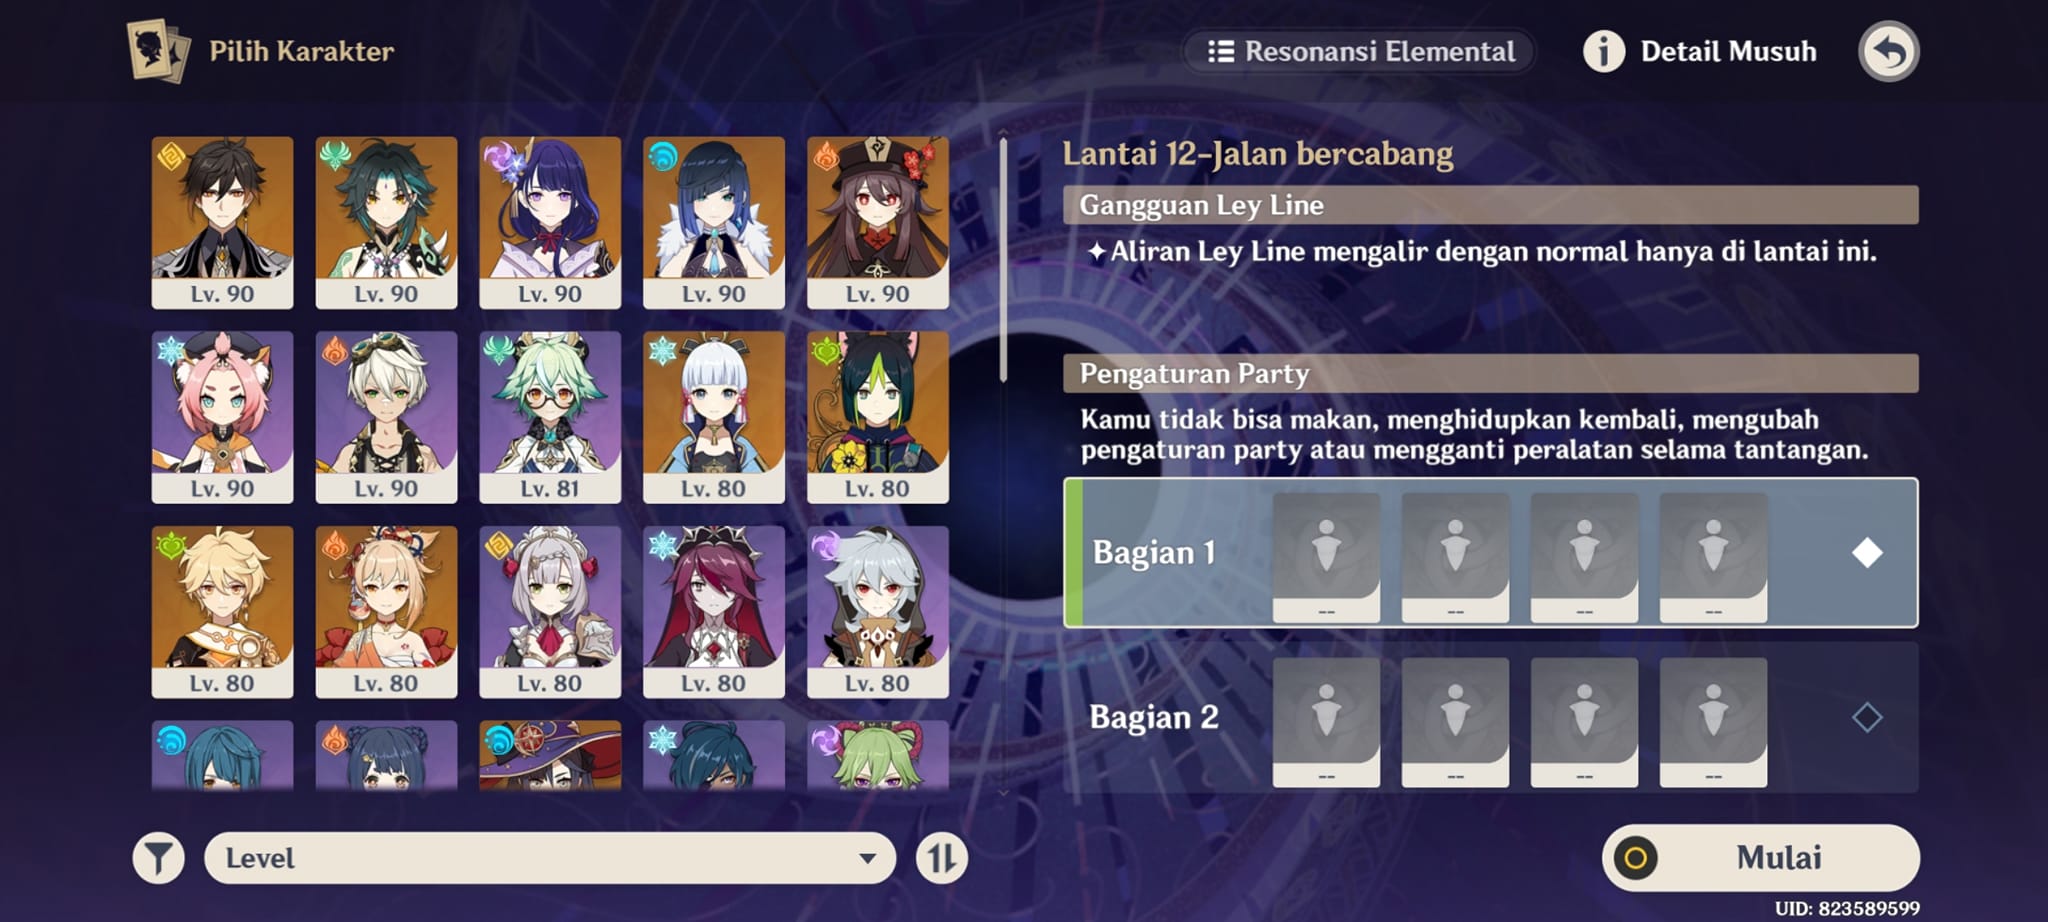 Pilih Karakter
Resonansi Elemental
Detail Musuh
Lv. 90
Lv. 90
Lv. 90
Lv. 90
Lv. 90
Lv. 90
Lv. 90
Lv. 81
Lv. 80
Lv. 80
Lv. 80
Lv. 80
Lv. 80
Lv. 80
Lv. 80
Level
Lantai 12-Jalan bercabang
Gangguan Ley Line
✦Aliran Ley Line mengalir dengan normal hanya di lantai ini.
Pengaturan Party
Kamu tidak bisa makan, menghidupkan kembali, mengubah
pengaturan party atau mengganti peralatan selama tantangan.
Bagian 1
-- -- -- --
Bagian 2
-- -- -- --
Mulai
UID: 823589599